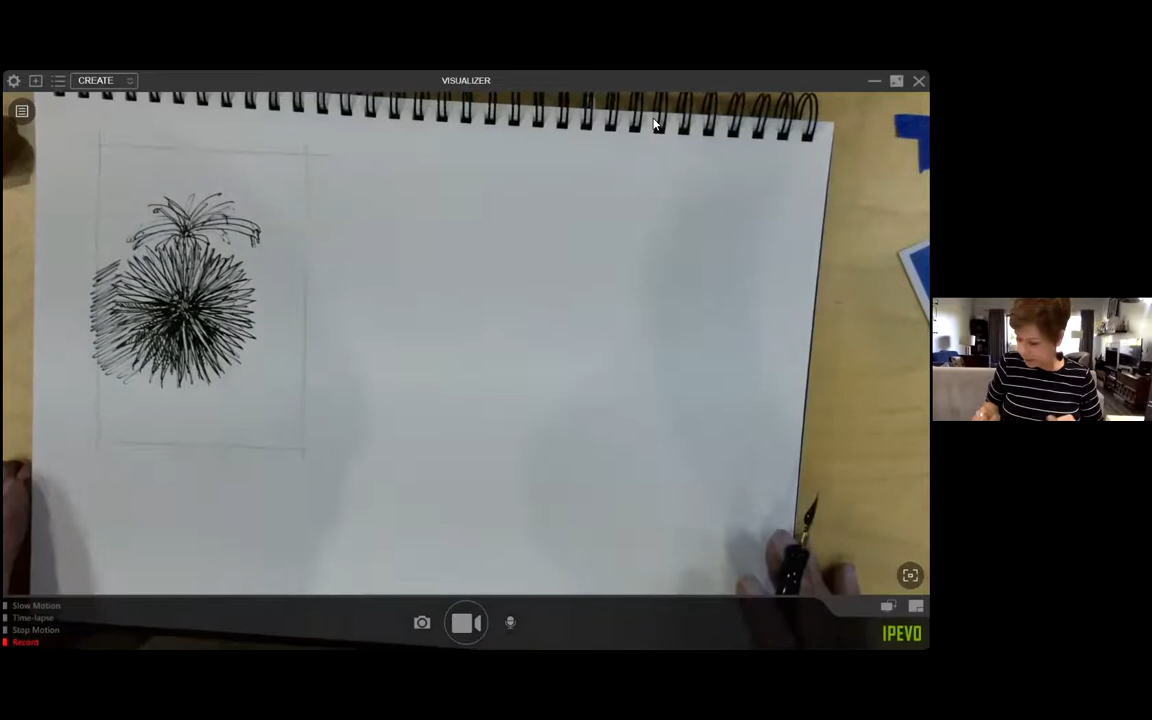 CREATE
VISUALIZER
Slow Motion
Time-lapse
Stop Motion
Record
IPEVO